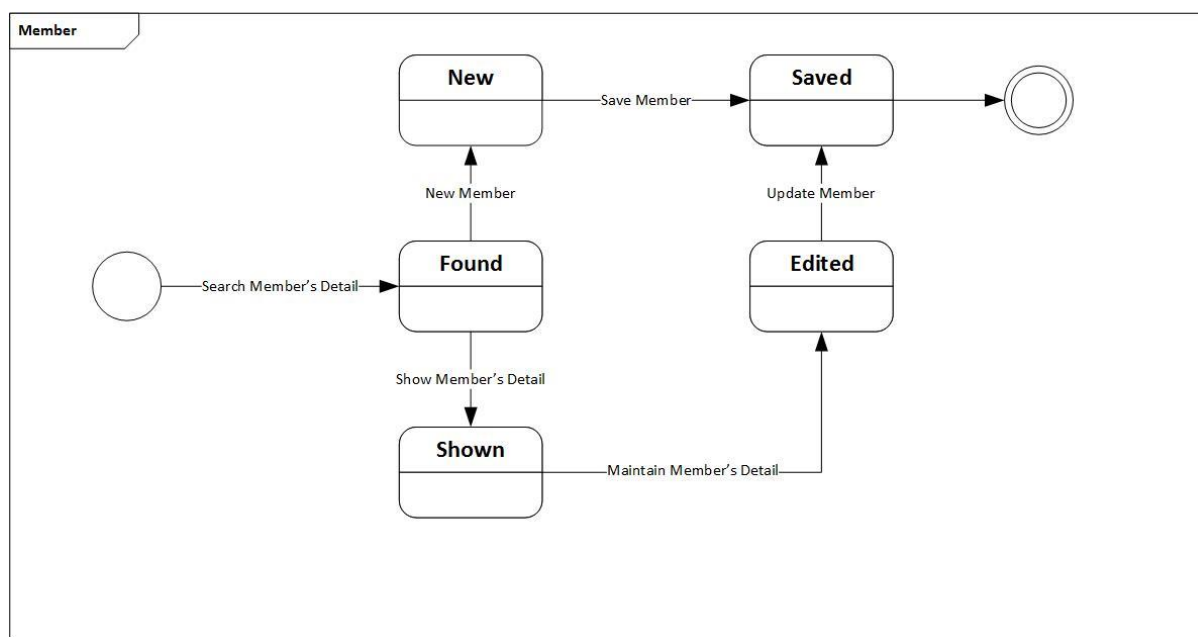 Member
New
Saved
Save Member
New Member
Update Member
Found
Edited
Search Member’s Detail
Show Member’s Detail
Shown
Maintain Member’s Detail